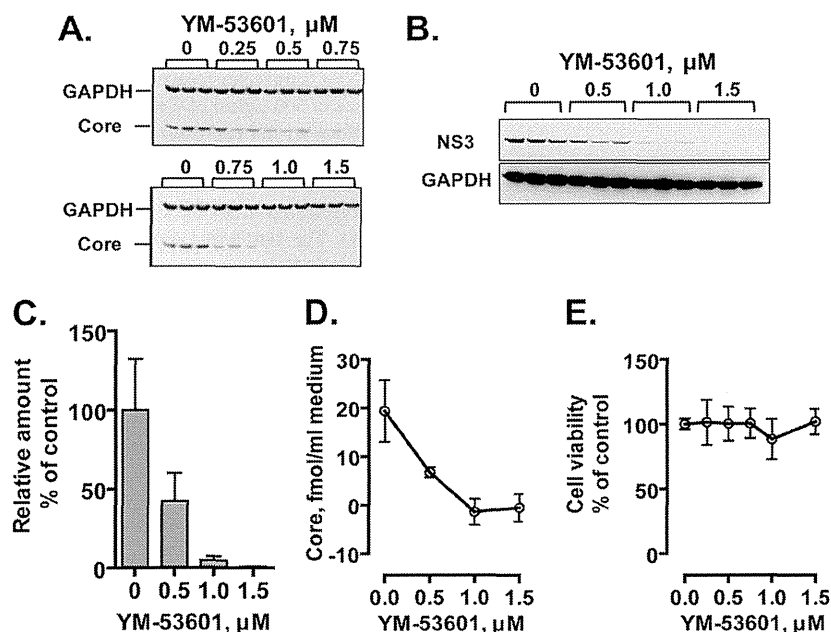 A.
YM-53601, µM
0 0.25 0.5 0.75
GAPDH
Core
0 0.75 1.0 1.5
GAPDH
Core
B.
YM-53601, µM
0 0.5 1.0 1.5
NS3
GAPDH
C.
Relative amount
% of control
150
100
50
0
0 0.5 1.0 1.5
YM-53601, µM
D.
Core, fmol/ml medium
30
20
10
0
-10
0.0 0.5 1.0 1.5
YM-53601, µM
E.
Cell viability
% of control
150
100
50
0
0.0 0.5 1.0 1.5
YM-53601, µM